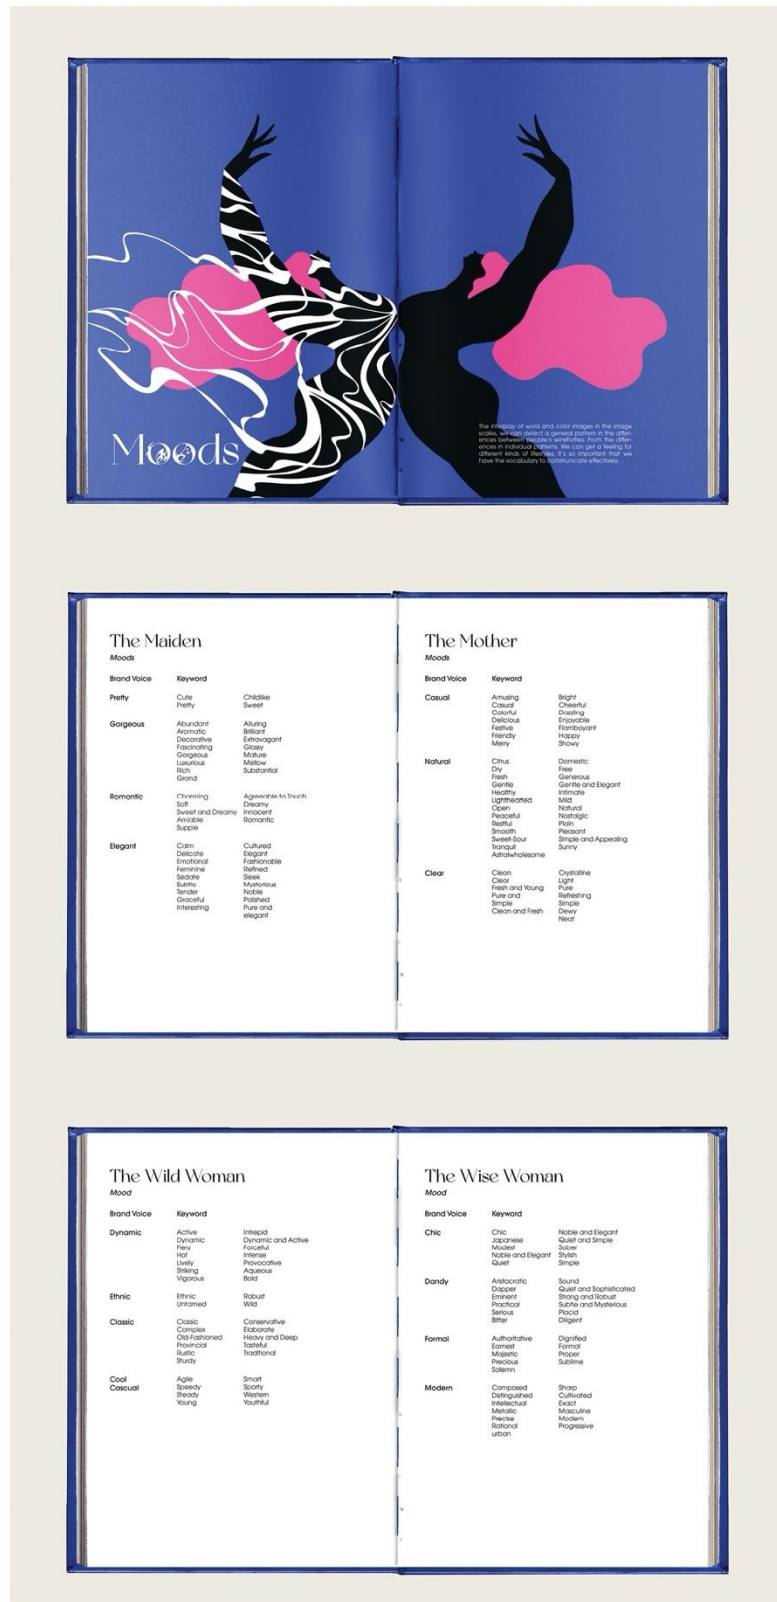 Moods
The interplay of word and color images in the image
scales, we can detect a general pattern in the differ-
ences between people's sensitivities. From the differ-
ences in individual patterns. We can get a feeling for
different kinds of lifestyles. It's so important that we
have the vocabulary to communicate effectively.
The Maiden
Moods
Brand Voice Keyword
Pretty Cute Childlike
Pretty Sweet
Gorgeous Abundant Alluring
Aromatic Brilliant
Decorative Extravagant
Fascinating Glossy
Gorgeous Mature
Luxurious Mellow
Rich Substantial
Grand
Romantic Charming Agreeable to Touch
Soft Dreamy
Sweet and Dreamy Innocent
Amiable Romantic
Supple
Elegant Calm Cultured
Delicate Elegant
Emotional Fashionable
Feminine Refined
Sedate Sleek
Subtle Mysterious
Tender Noble
Graceful Polished
Interesting Pure and
elegant
The Mother
Moods
Brand Voice Keyword
Casual Amusing Bright
Casual Cheerful
Colorful Dazzling
Delicious Enjoyable
Festive Flamboyant
Friendly Happy
Merry Showy
Natural Citrus Domestic
Dry Free
Fresh Generous
Gentle Gentle and Elegant
Healthy Intimate
Lighthearted Mild
Open Natural
Peaceful Nostalgic
Restful Plain
Smooth Pleasant
Sweet-Sour Simple and Appealing
Tranquil Sunny
Astralwholesome
Clear Clean Crystalline
Clear Light
Fresh and Young Pure
Pure and Refreshing
Simple Simple
Clean and Fresh Dewy
Neat
The Wild Woman
Mood
Brand Voice Keyword
Dynamic Active Intrepid
Dynamic Dynamic and Active
Fiery Forceful
Hot Intense
Lively Provocative
Striking Aqueous
Vigorous Bold
Ethnic Ethnic Robust
Untamed Wild
Classic Classic Conservative
Complex Elaborate
Old-Fashioned Heavy and Deep
Provincial Tasteful
Rustic Traditional
Sturdy
Cool Agile Smart
Cascual Speedy Sporty
Steady Western
Young Youthful
The Wise Woman
Mood
Brand Voice Keyword
Chic Chic Noble and Elegant
Japanese Quiet and Simple
Modest Sober
Noble and Elegant Stylish
Quiet Simple
Dandy Aristocratic Sound
Dapper Quiet and Sophisticated
Eminent Strong and Robust
Practical Subtle and Mysterious
Serious Placid
Bitter Diligent
Formal Authoritative Dignified
Earnest Formal
Majestic Proper
Precious Sublime
Solemn
Modern Composed Sharp
Distinguished Cultivated
Intellectual Exact
Metallic Masculine
Precise Modern
Rational Progressive
urban